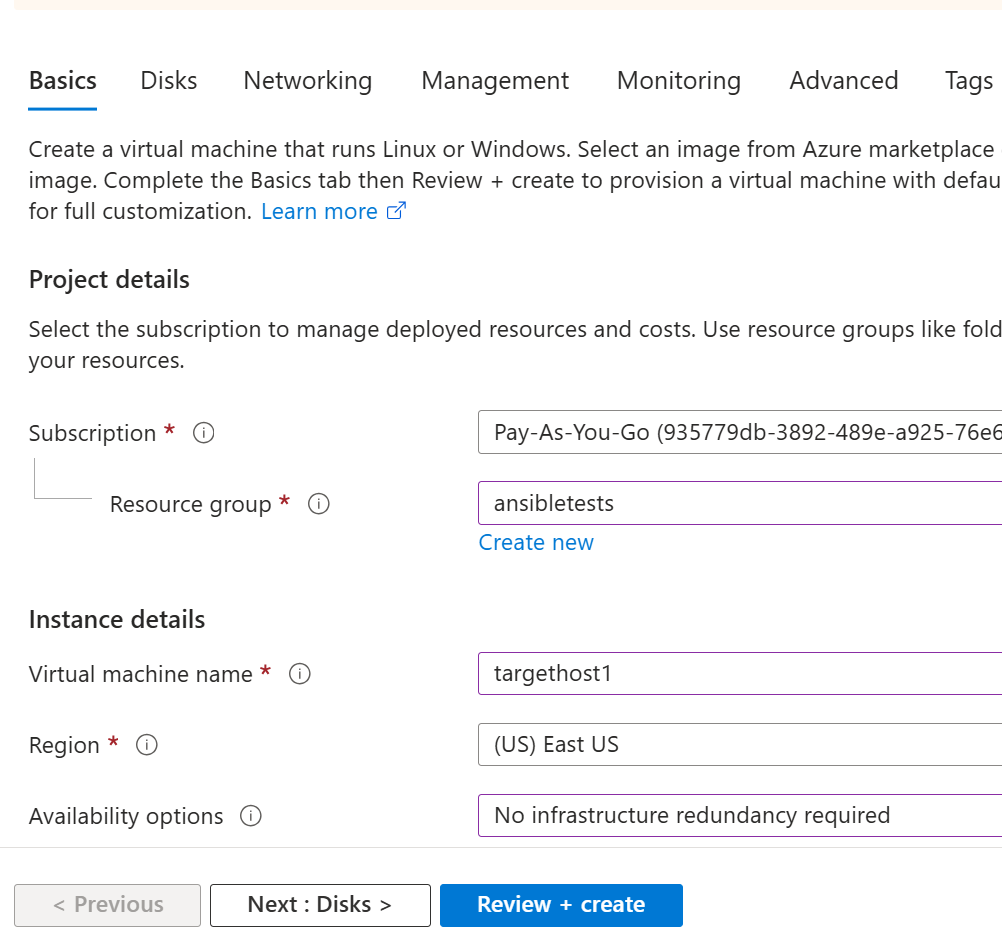 Basics Disks Networking Management Monitoring Advanced Tags
Create a virtual machine that runs Linux or Windows. Select an image from Azure marketplace
image. Complete the Basics tab then Review + create to provision a virtual machine with defau
for full customization. Learn more
Project details
Select the subscription to manage deployed resources and costs. Use resource groups like fold
your resources.
Subscription * Pay-As-You-Go (935779db-3892-489e-a925-76e6
Resource group * ansibletests
Create new
Instance details
Virtual machine name * targethost1
Region * (US) East US
Availability options No infrastructure redundancy required
< Previous Next : Disks > Review + create